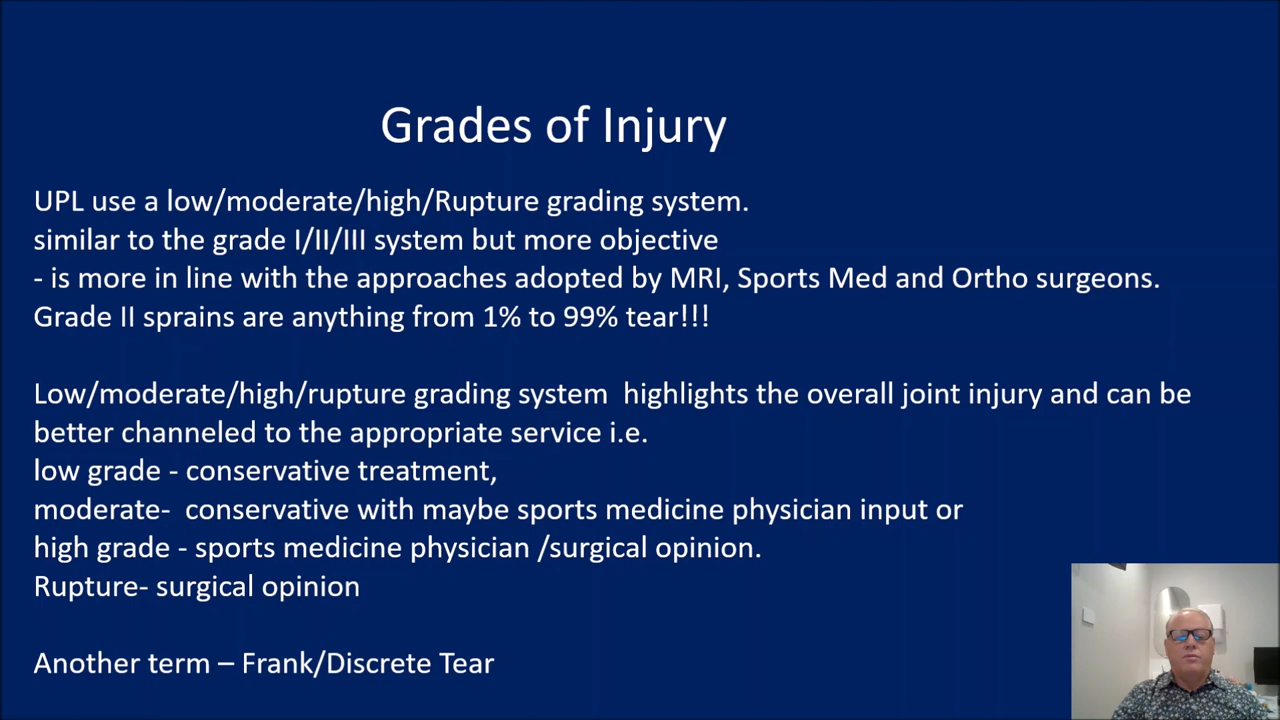 Grades of Injury
UPL use a low/moderate/high/Rupture grading system.
similar to the grade I/II/III system but more objective
- is more in line with the approaches adopted by MRI, Sports Med and Ortho surgeons.
Grade II sprains are anything from 1% to 99% tear!!!
Low/moderate/high/rupture grading system  highlights the overall joint injury and can be
better channeled to the appropriate service i.e.
low grade - conservative treatment,
moderate-  conservative with maybe sports medicine physician input or
high grade - sports medicine physician /surgical opinion.
Rupture- surgical opinion
Another term – Frank/Discrete Tear